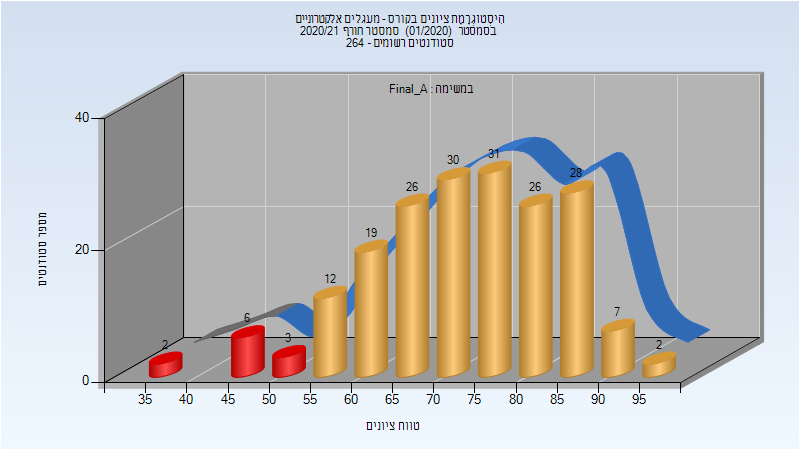 היסטוגרמת ציונים בקורס - מעגלים אלקטרוניים
בסמסטר (01/2020) סמסטר חורף 2020/21
סטודנטים רשומים - 264
במשימה : Final_A
40
20
0
מספר סטודנטים
2
6
3
12
19
26
30
31
26
28
7
2
35 40 45 50 55 60 65 70 75 80 85 90 95
טווח ציונים